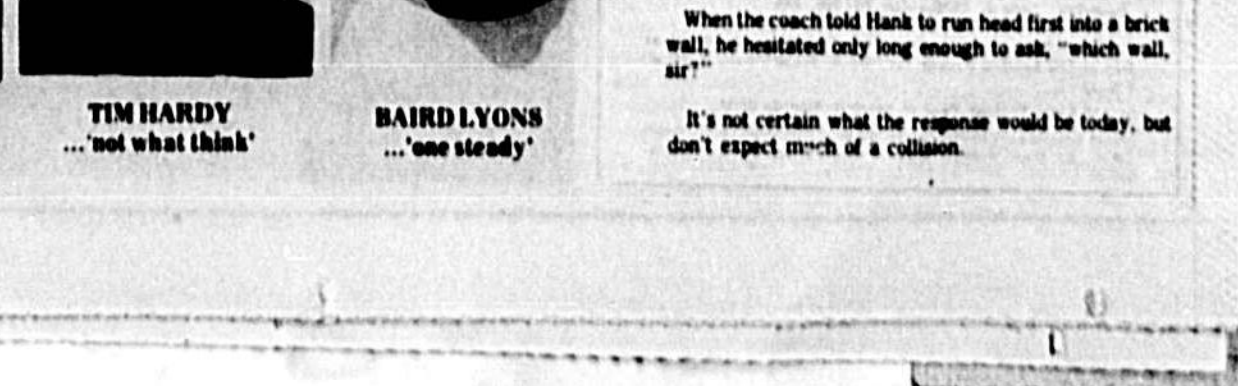 TIM HARDY
...'not what think'
BAIRD LYONS
...'one steady'
When the coach told Hank to run head first into a brick
wall, he hesitated only long enough to ask, "which wall,
sir?"
It's not certain what the response would be today, but
don't expect much of a collision.